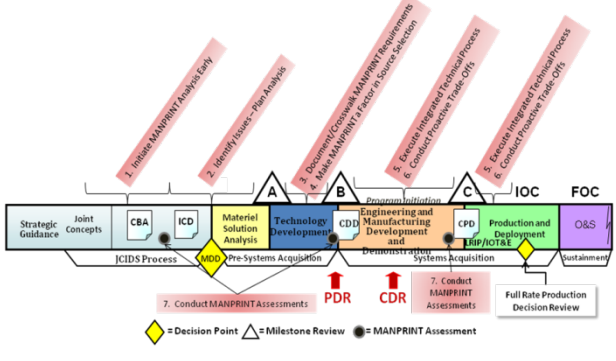 1. Initiate MANPRINT Analysis Early
2. Identify Issues – Plan Analysis
3. Document/Crosswalk MANPRINT Requirements
4. Make MANPRINT a Factor in Source Selection
5. Execute Integrated Technical Process
6. Conduct Proactive Trade-Offs
5. Execute Integrated Technical Process
6. Conduct Proactive Trade-Offs
A
B
C
IOC
FOC
Program Initiation
Strategic
Guidance
Joint
Concepts
CBA
ICD
Materiel
Solution
Analysis
Technology
Development
CDD
Engineering and
Manufacturing
Development
and
Demonstration
CPD
Production and
Deployment
LRIP/IOT&E
O&S
JCIDS Process
MDD
Pre-Systems Acquisition
Systems Acquisition
Sustainment
7. Conduct MANPRINT Assessments
PDR
CDR
7. Conduct
MANPRINT
Assessments
Full Rate Production
Decision Review
= Decision Point
= Milestone Review
= MANPRINT Assessment